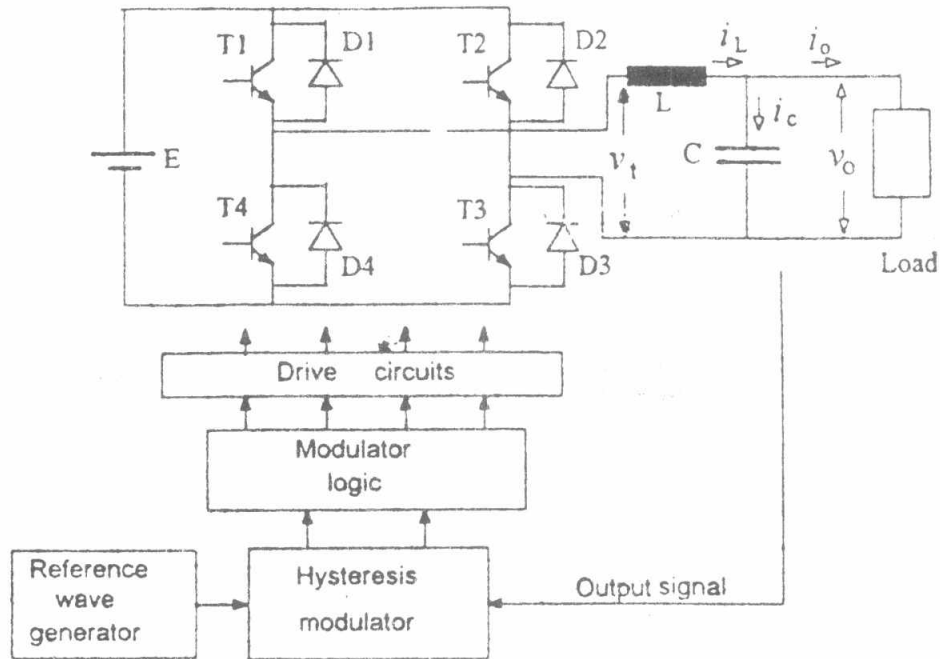 T1
D1
T2
D2
i_L
i_o
L
i_c
E
v_t
C
v_o
T4
T3
D4
D3
Load
Drive circuits
Modulator
logic
Reference
wave
generator
Hysteresis
modulator
Output signal